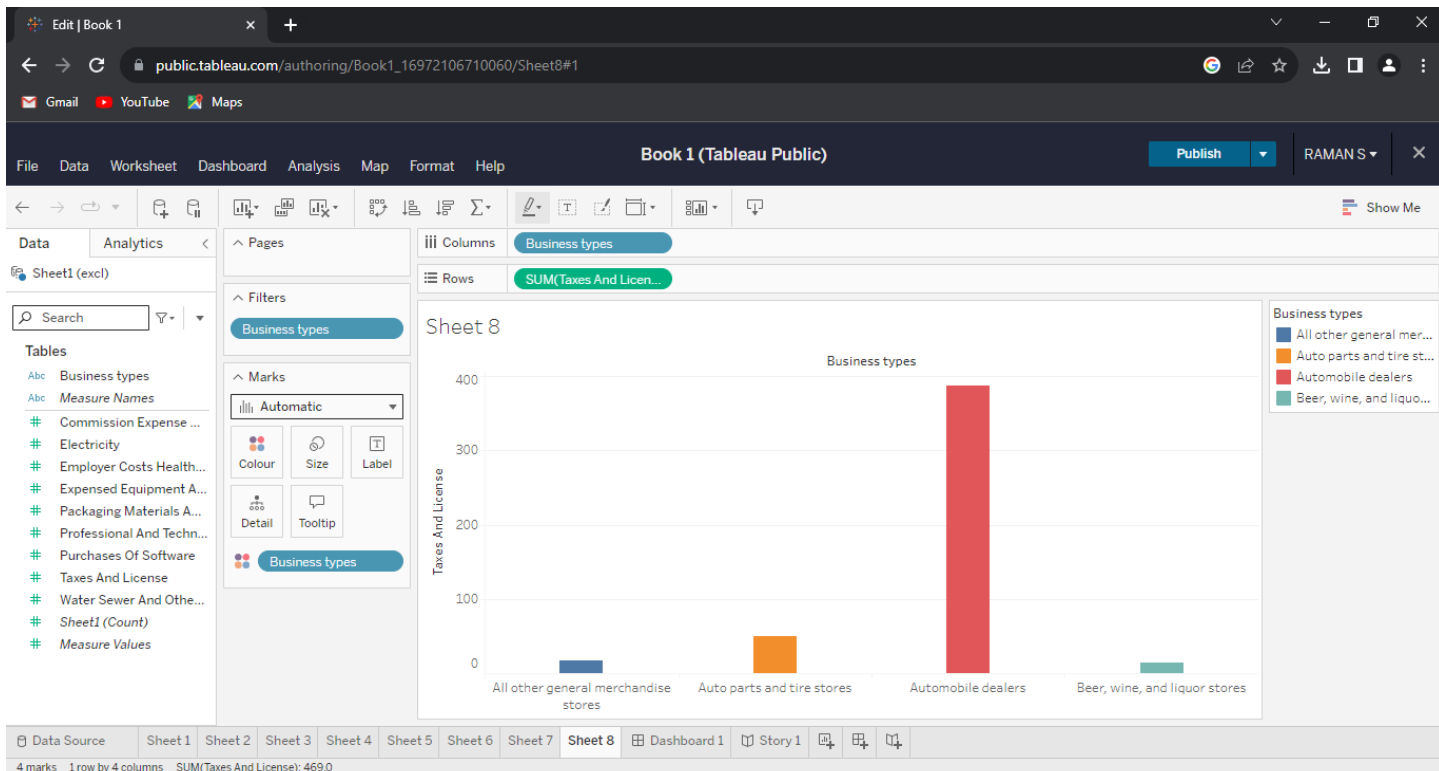 Edit | Book 1
public.tableau.com/authoring/Book1_16972106710060/Sheet8#1
Gmail YouTube Maps
Book 1 (Tableau Public)
Publish
RAMAN S
File Data Worksheet Dashboard Analysis Map Format Help
Show Me
Data Analytics
Sheet1 (excl)
Search
Tables
Abc Business types
Abc Measure Names
# Commission Expense ...
# Electricity
# Employer Costs Health...
# Expensed Equipment A...
# Packaging Materials A...
# Professional And Techn...
# Purchases Of Software
# Taxes And License
# Water Sewer And Othe...
# Sheet1 (Count)
# Measure Values
Pages
Filters
Business types
Marks
Automatic
Colour Size Label
Detail Tooltip
Business types
iii Columns Business types
Rows SUM(Taxes And Licen...
Sheet 8
Business types
Taxes And License
400
300
200
100
0
All other general merchandise
stores
Auto parts and tire stores
Automobile dealers
Beer, wine, and liquor stores
Business types
All other general mer...
Auto parts and tire st...
Automobile dealers
Beer, wine, and liquo...
Data Source Sheet 1 Sheet 2 Sheet 3 Sheet 4 Sheet 5 Sheet 6 Sheet 7 Sheet 8 Dashboard 1 Story 1
4 marks 1 row by 4 columns SUM(Taxes And License): 469.0